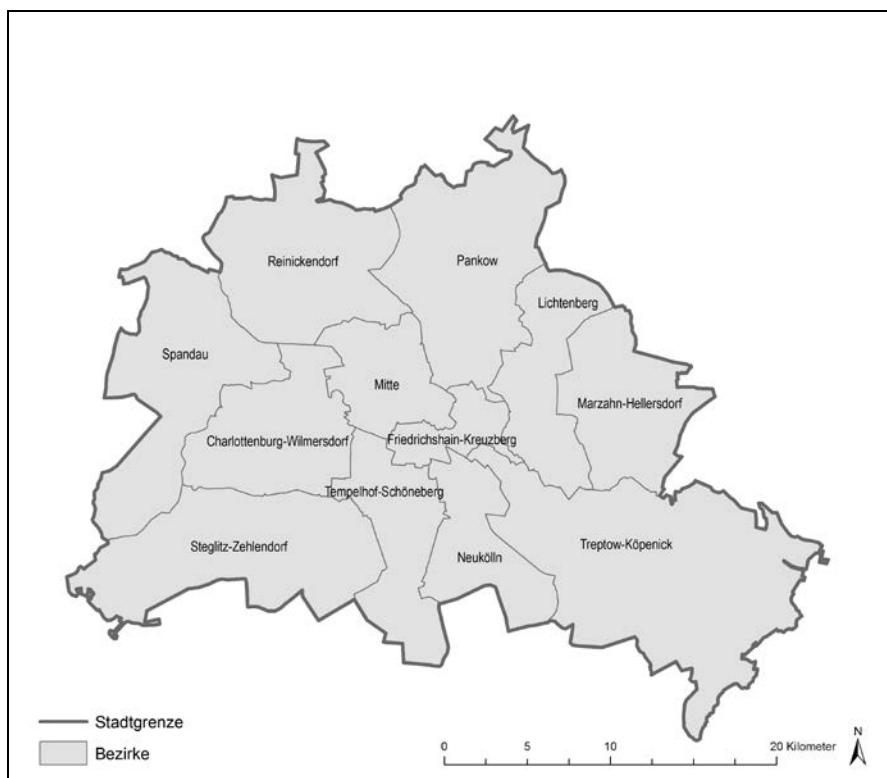 Reinickendorf
Pankow
Lichtenberg
Spandau
Mitte
Marzahn-Hellersdorf
Charlottenburg-Wilmersdorf
Friedrichshain-Kreuzberg
Tempelhof-Schöneberg
Steglitz-Zehlendorf
Neukölln
Treptow-Köpenick
Stadtgrenze
Bezirke
0 5 10 20 Kilometer
N